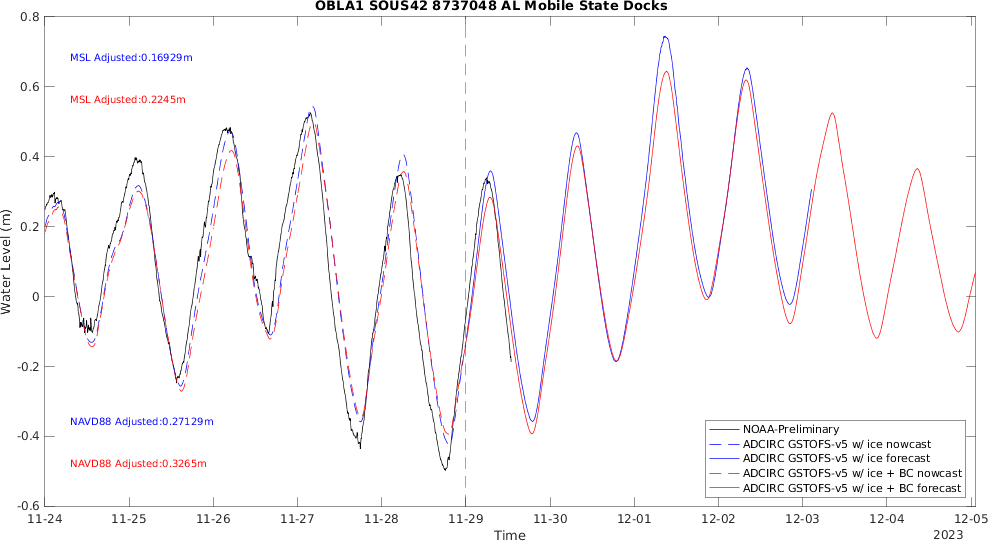 OBLA1 SOUS42 8737048 AL Mobile State Docks
0.8
0.6
0.4
0.2
0
-0.2
-0.4
-0.6
Water Level (m)
MSL Adjusted:0.16929m
MSL Adjusted:0.2245m
NAVD88 Adjusted:0.27129m
NAVD88 Adjusted:0.3265m
NOAA-Preliminary
ADCIRC GSTOFS-v5 w/ ice nowcast
ADCIRC GSTOFS-v5 w/ ice forecast
ADCIRC GSTOFS-v5 w/ ice + BC nowcast
ADCIRC GSTOFS-v5 w/ ice + BC forecast
11-24 11-25 11-26 11-27 11-28 11-29 11-30 12-01 12-02 12-03 12-04 12-05
Time
2023